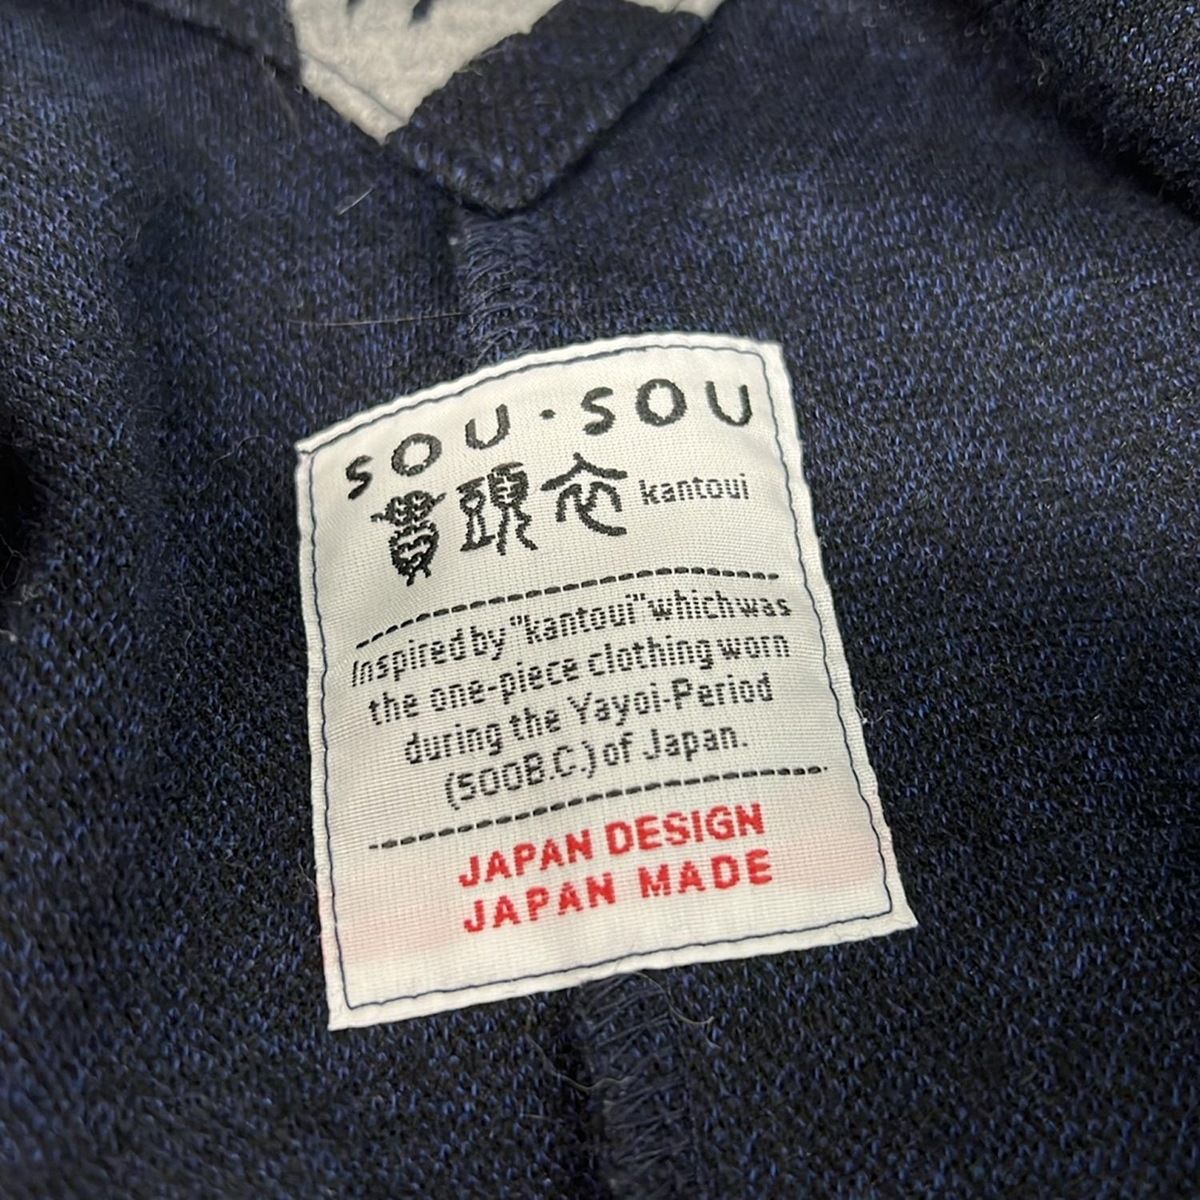 SOU・SOU
貫頭衣 kantoui
Inspired by "kantoui" which was
the one-piece clothing worn
during the Yayoi-Period
(500B.C.) of Japan.
JAPAN DESIGN
JAPAN MADE